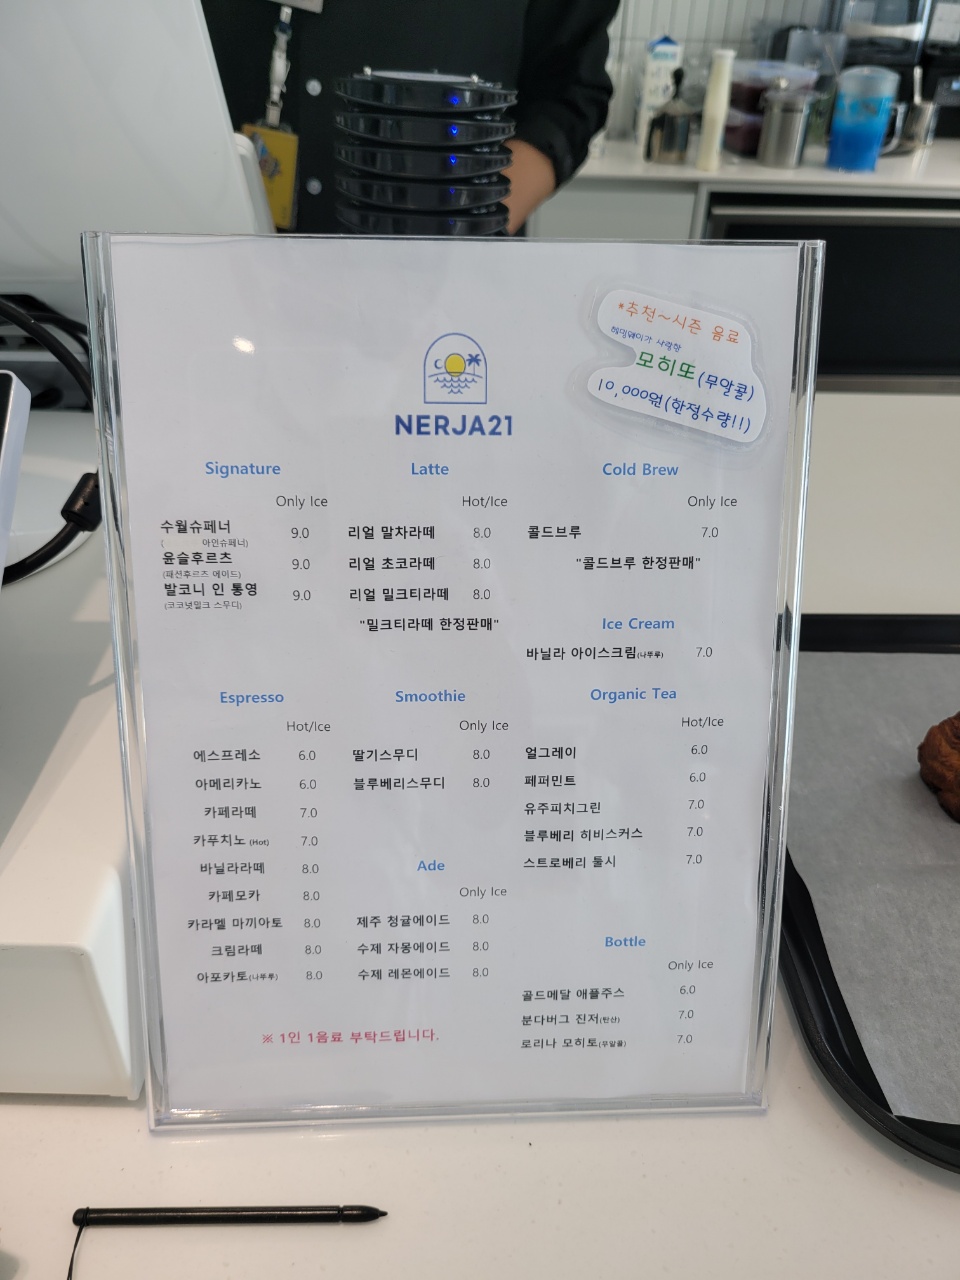 *추천~시즌 음료
헤밍웨이가 사랑한
모히또(무알콜)
10,000원(한정수량!!)
NERJA21
Signature
Only Ice
수월슈페너 9.0
아인슈페너)
윤슬후르츠 9.0
(패션후르츠 에이드)
발코니 인 통영 9.0
(코코넛밀크 스무디)
Latte
Hot/Ice
리얼 말차라떼 8.0
리얼 초코라떼 8.0
리얼 밀크티라떼 8.0
"밀크티라떼 한정판매"
Cold Brew
Only Ice
콜드브루 7.0
"콜드브루 한정판매"
Ice Cream
바닐라 아이스크림(나뚜루) 7.0
Espresso
Hot/Ice
에스프레소 6.0
아메리카노 6.0
카페라떼 7.0
카푸치노 (Hot) 7.0
바닐라라떼 8.0
카페모카 8.0
카라멜 마끼아토 8.0
크림라떼 8.0
아포카토(나뚜루) 8.0
Smoothie
Only Ice
딸기스무디 8.0
블루베리스무디 8.0
Ade
Only Ice
제주 청귤에이드 8.0
수제 자몽에이드 8.0
수제 레몬에이드 8.0
Organic Tea
Hot/Ice
얼그레이 6.0
페퍼민트 6.0
유주피치그린 7.0
블루베리 히비스커스 7.0
스트로베리 둘시 7.0
Bottle
Only Ice
골드메달 애플주스 6.0
분다버그 진저(탄산) 7.0
로리나 모히토(무알콜) 7.0
※ 1인 1음료 부탁드립니다.